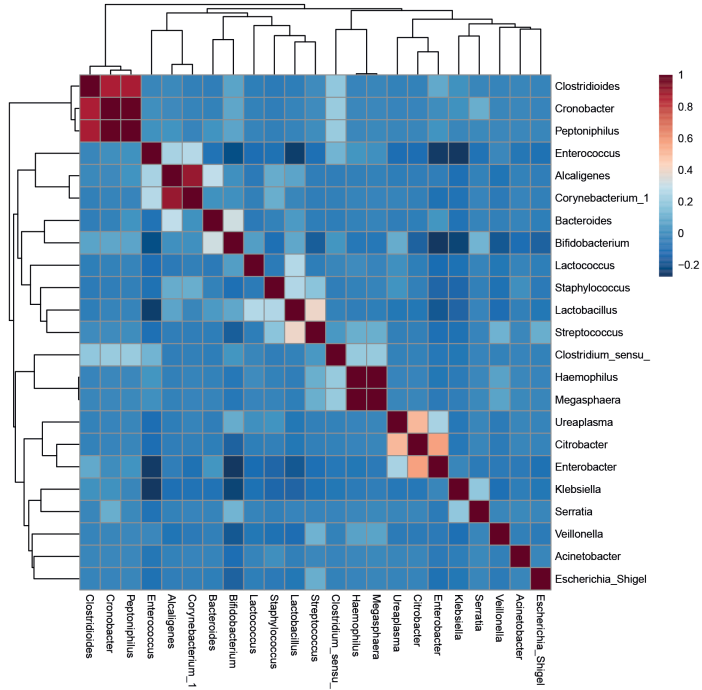 Clostridioides
Cronobacter
Peptoniphilus
Enterococcus
Alcaligenes
Corynebacterium_1
Bacteroides
Bifidobacterium
Lactococcus
Staphylococcus
Lactobacillus
Streptococcus
Clostridium_sensu_
Haemophilus
Megasphaera
Ureaplasma
Citrobacter
Enterobacter
Klebsiella
Serratia
Veillonella
Acinetobacter
Escherichia_Shigel
1
0.8
0.6
0.4
0.2
0
−0.2
Clostridioides
Cronobacter
Peptoniphilus
Enterococcus
Alcaligenes
Corynebacterium_1
Bacteroides
Bifidobacterium
Lactococcus
Staphylococcus
Lactobacillus
Streptococcus
Clostridium_sensu_
Haemophilus
Megasphaera
Ureaplasma
Citrobacter
Enterobacter
Klebsiella
Serratia
Veillonella
Acinetobacter
Escherichia_Shigel